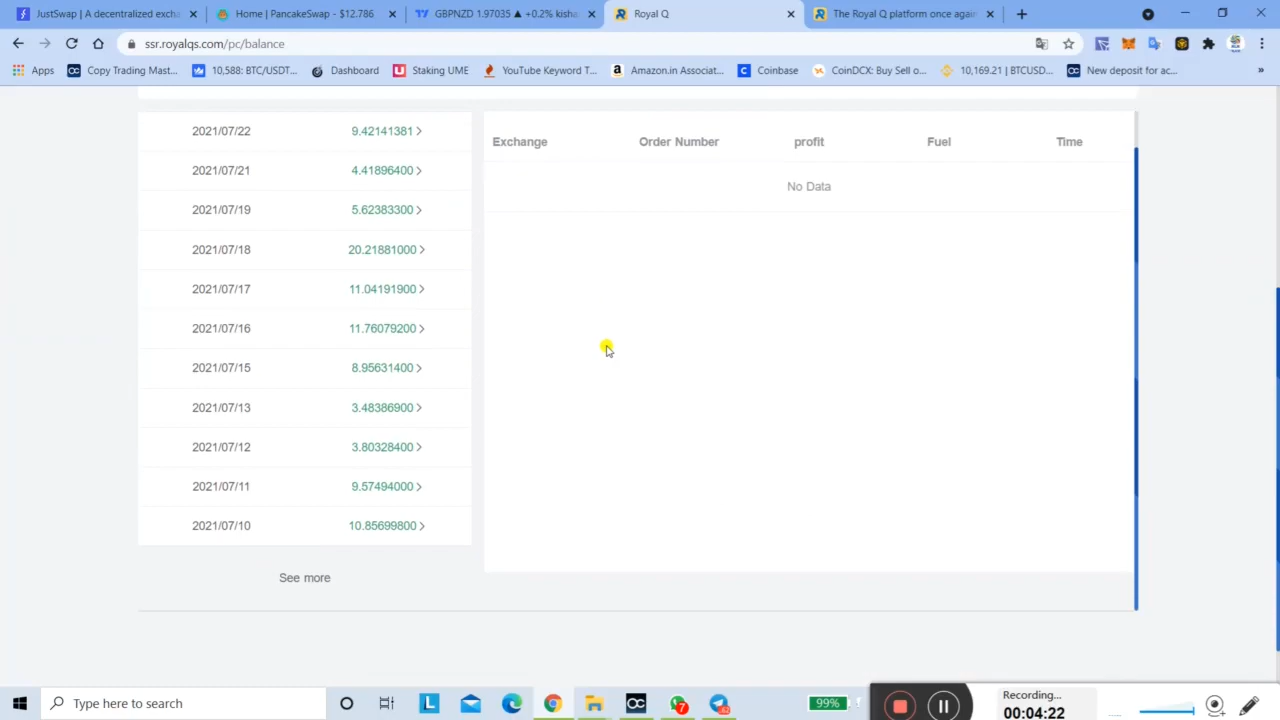 JustSwap | A decentralized excha
Home | PancakeSwap - $12.786
GBPNZD 1.97035 ▲ +0.2% kisha
Royal Q
The Royal Q platform once again
ssr.royalqs.com/pc/balance
Apps
Copy Trading Mast...
10,588: BTC/USDT...
Dashboard
Staking UME
YouTube Keyword T...
Amazon.in Associat...
Coinbase
CoinDCX: Buy Sell o...
10,169.21 | BTCUSD...
New deposit for ac...
»
2021/07/22 9.42141381 >
2021/07/21 4.41896400 >
2021/07/19 5.62383300 >
2021/07/18 20.21881000 >
2021/07/17 11.04191900 >
2021/07/16 11.76079200 >
2021/07/15 8.95631400 >
2021/07/13 3.48386900 >
2021/07/12 3.80328400 >
2021/07/11 9.57494000 >
2021/07/10 10.85699800 >
See more
Exchange Order Number profit Fuel Time
No Data
Type here to search
99%
Recording...
00:04:22